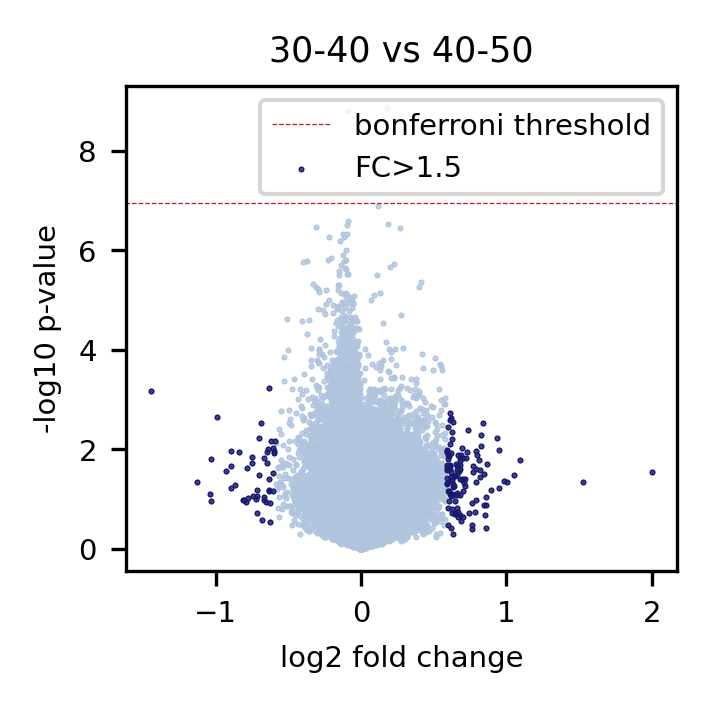 30-40 vs 40-50
bonferroni threshold
FC>1.5
-log10 p-value
8
6
4
2
0
−1
0
1
2
log2 fold change